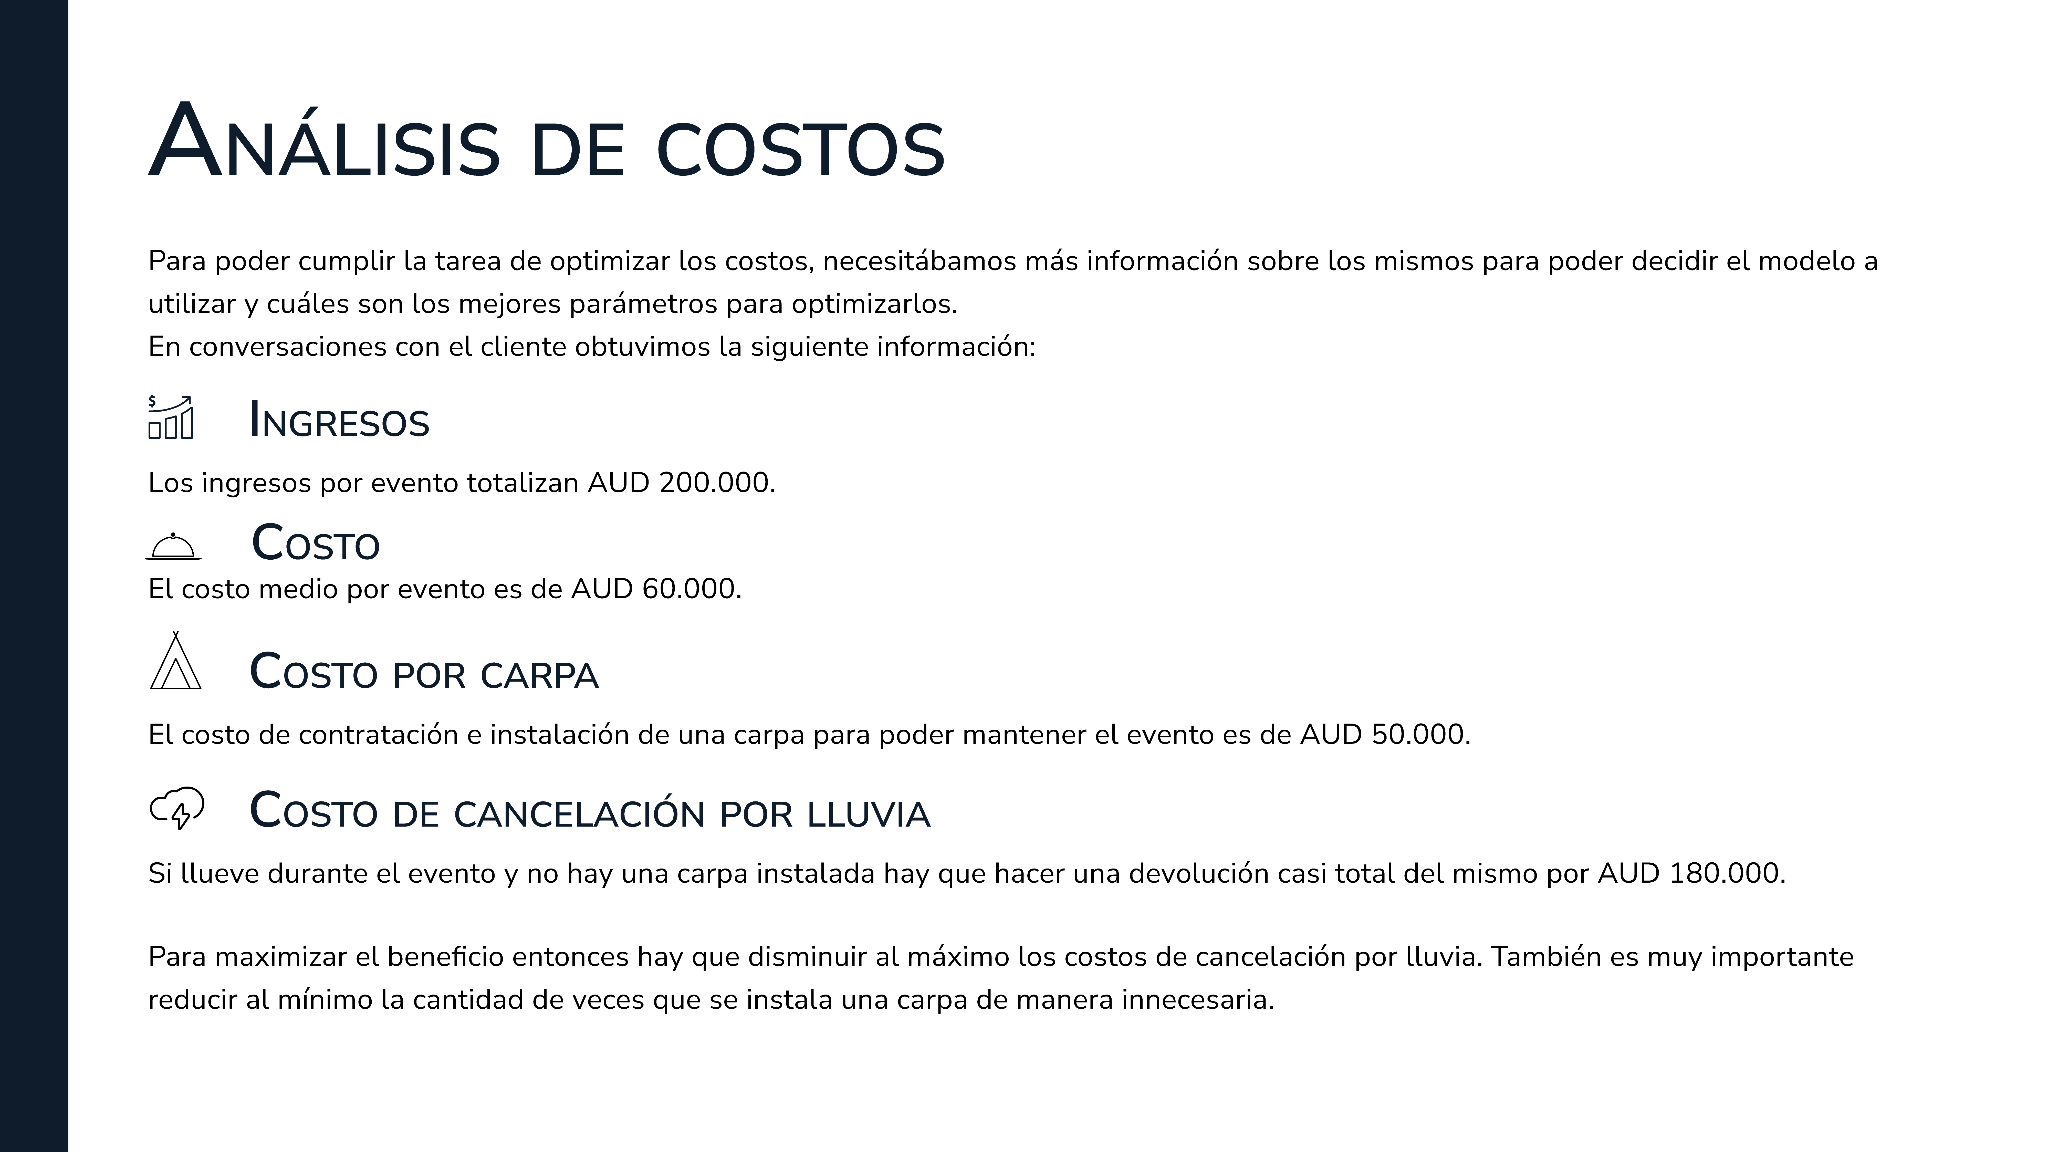 Análisis de costos
Para poder cumplir la tarea de optimizar los costos, necesitábamos más información sobre los mismos para poder decidir el modelo a
utilizar y cuáles son los mejores parámetros para optimizarlos.
En conversaciones con el cliente obtuvimos la siguiente información:
$
Ingresos
Los ingresos por evento totalizan AUD 200.000.
Costo
El costo medio por evento es de AUD 60.000.
Costo por carpa
El costo de contratación e instalación de una carpa para poder mantener el evento es de AUD 50.000.
Costo de cancelación por lluvia
Si llueve durante el evento y no hay una carpa instalada hay que hacer una devolución casi total del mismo por AUD 180.000.
Para maximizar el beneficio entonces hay que disminuir al máximo los costos de cancelación por lluvia. También es muy importante
reducir al mínimo la cantidad de veces que se instala una carpa de manera innecesaria.